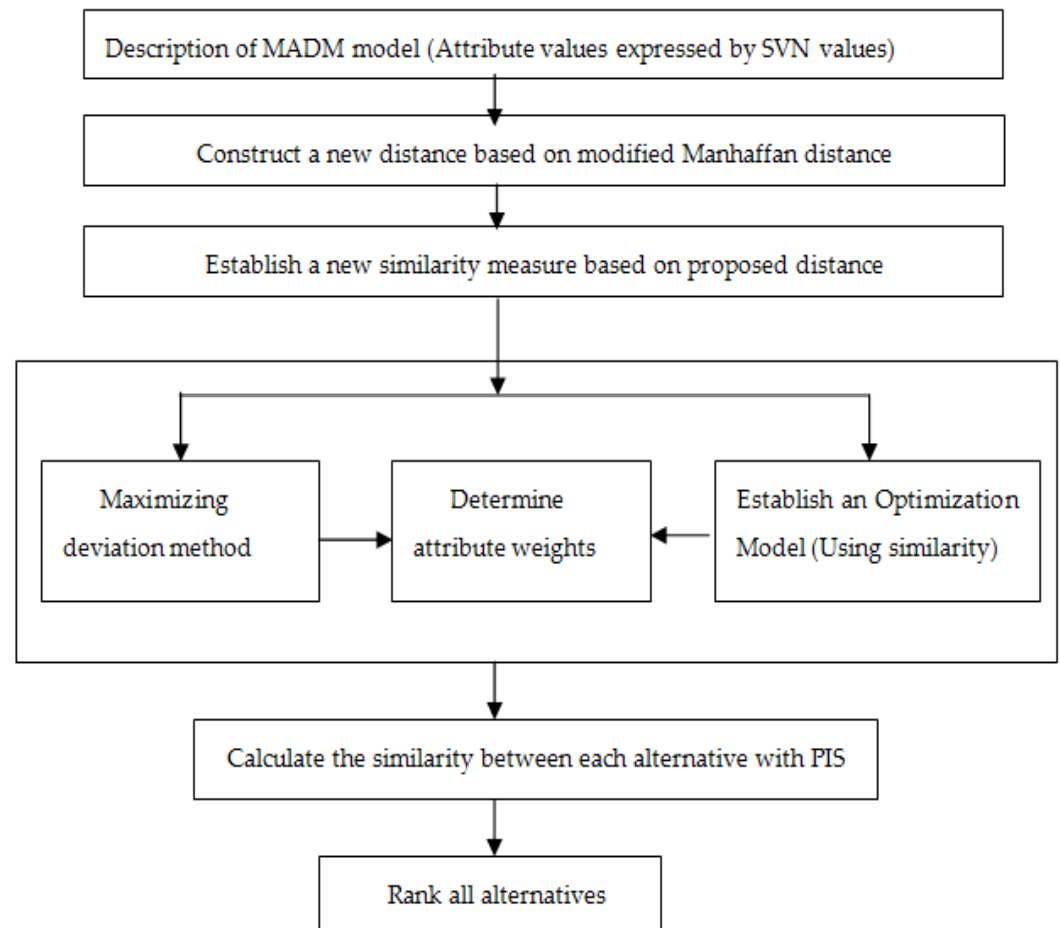 Description of MADM model (Attribute values expressed by SVN values)
Construct a new distance based on modified Manhaffan distance
Establish a new similarity measure based on proposed distance
Maximizing
deviation method
Determine
attribute weights
Establish an Optimization
Model (Using similarity)
Calculate the similarity between each alternative with PIS
Rank all alternatives